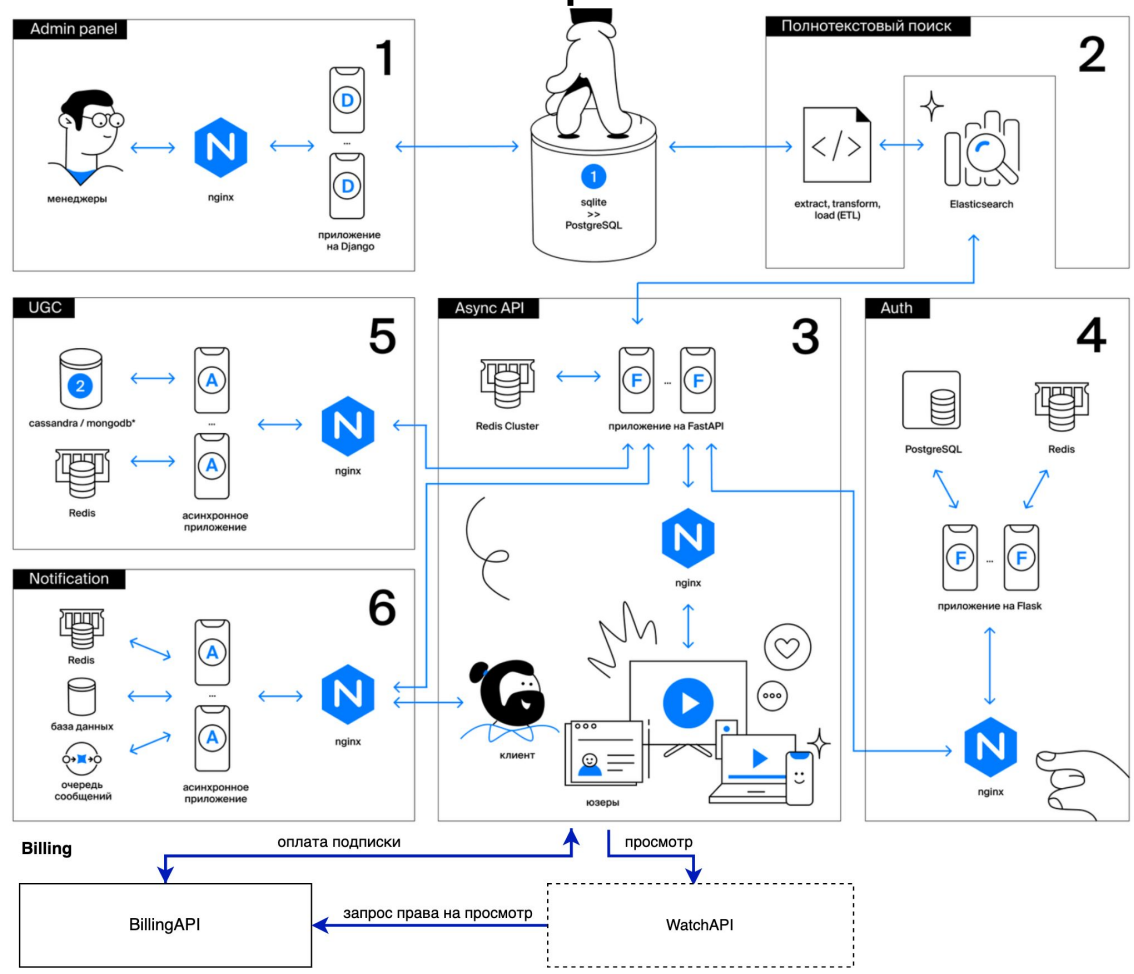 Admin panel
1
менеджеры
nginx
D
...
D
приложение
на Django
1
sqlite
>>
PostgreSQL
Полнотекстовый поиск
2
</>
extract, transform,
load (ETL)
Elasticsearch
UGC
5
2
cassandra / mongodb*
Redis
A
...
A
асинхронное
приложение
N
nginx
Async API
3
Redis Cluster
F
...
F
приложение на FastAPI
N
nginx
клиент
юзеры
Auth
4
PostgreSQL
Redis
F
...
F
приложение на Flask
N
nginx
Notification
6
Redis
база данных
очередь
сообщений
A
...
A
асинхронное
приложение
N
nginx
Billing
оплата подписки
просмотр
BillingAPI
запрос права на просмотр
WatchAPI